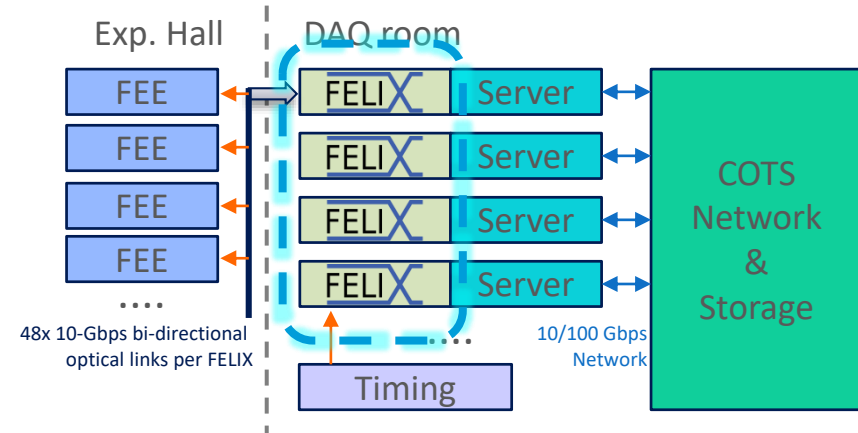 Exp. Hall
DAQ room
FEE
FELIX
Server
FEE
FELIX
Server
FEE
FELIX
Server
FEE
FELIX
Server
....
....
COTS
Network
&
Storage
48x 10-Gbps bi-directional
optical links per FELIX
10/100 Gbps
Network
Timing